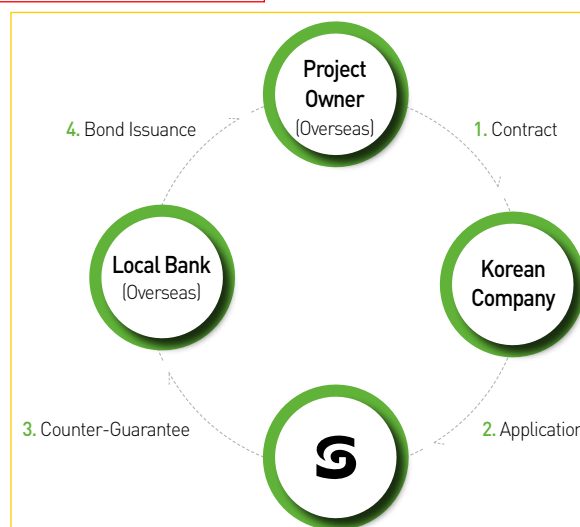 Project
Owner
(Overseas)
4. Bond Issuance
1. Contract
Local Bank
(Overseas)
Korean
Company
3. Counter-Guarantee
2. Application